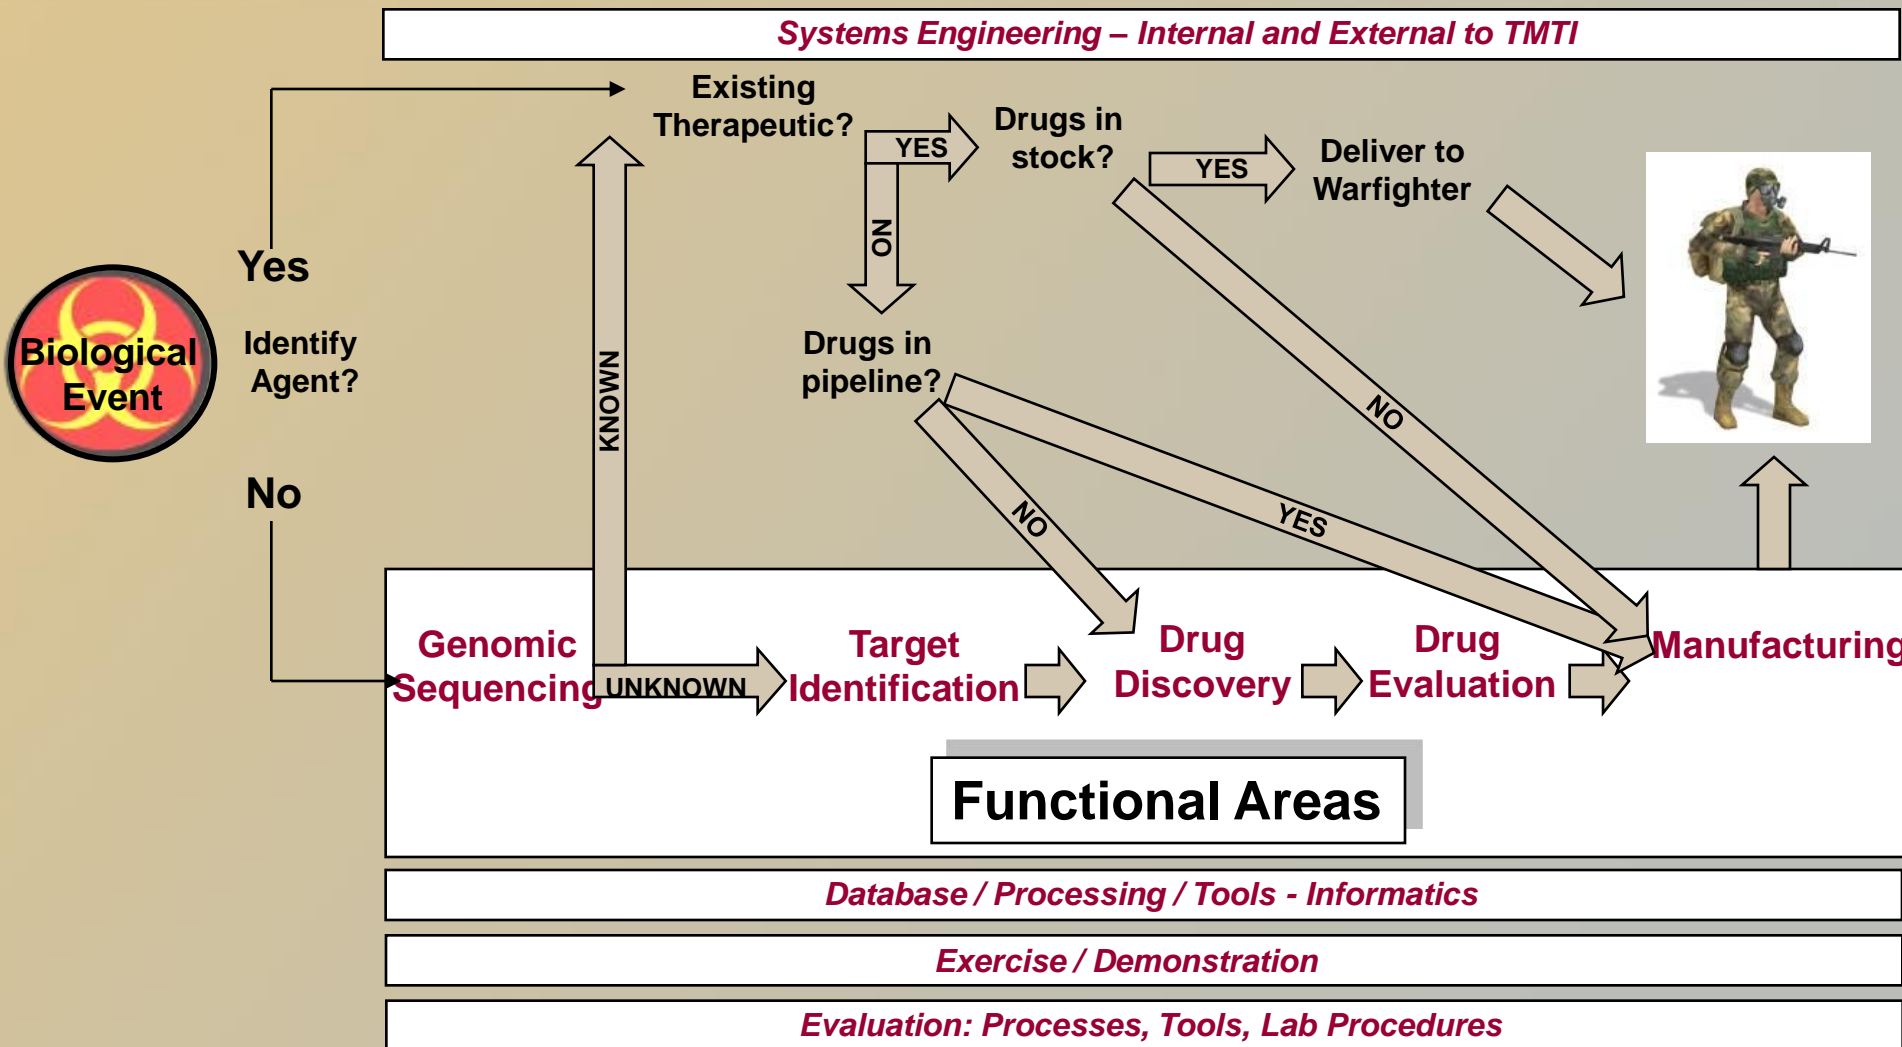 Systems Engineering – Internal and External to TMTI
Existing
Therapeutic?
YES
Drugs in
stock?
YES
Deliver to
Warfighter
NO
Yes
Identify
Agent?
No
Biological
Event
KNOWN
Drugs in
pipeline?
NO
YES
NO
Genomic
Sequencing
UNKNOWN
Target
Identification
Drug
Discovery
Drug
Evaluation
Manufacturing
Functional Areas
Database / Processing / Tools - Informatics
Exercise / Demonstration
Evaluation: Processes, Tools, Lab Procedures